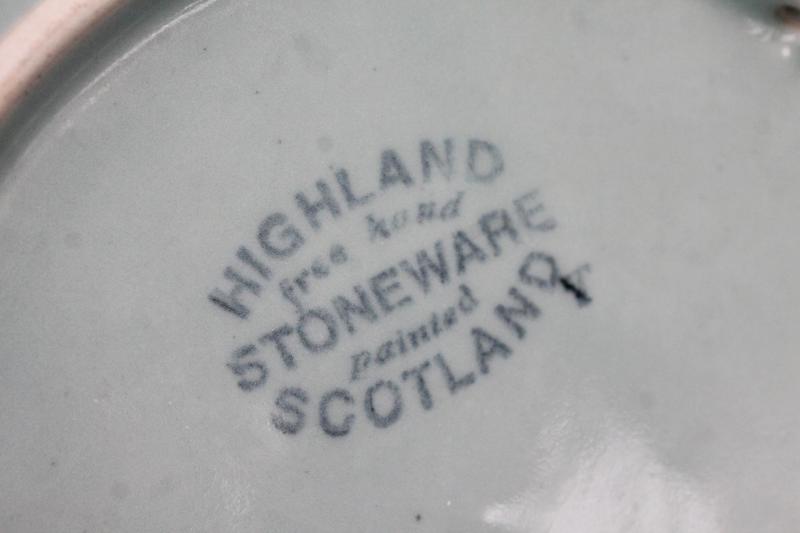 HIGHLAND
free hand
STONEWARE
painted
SCOTLAND